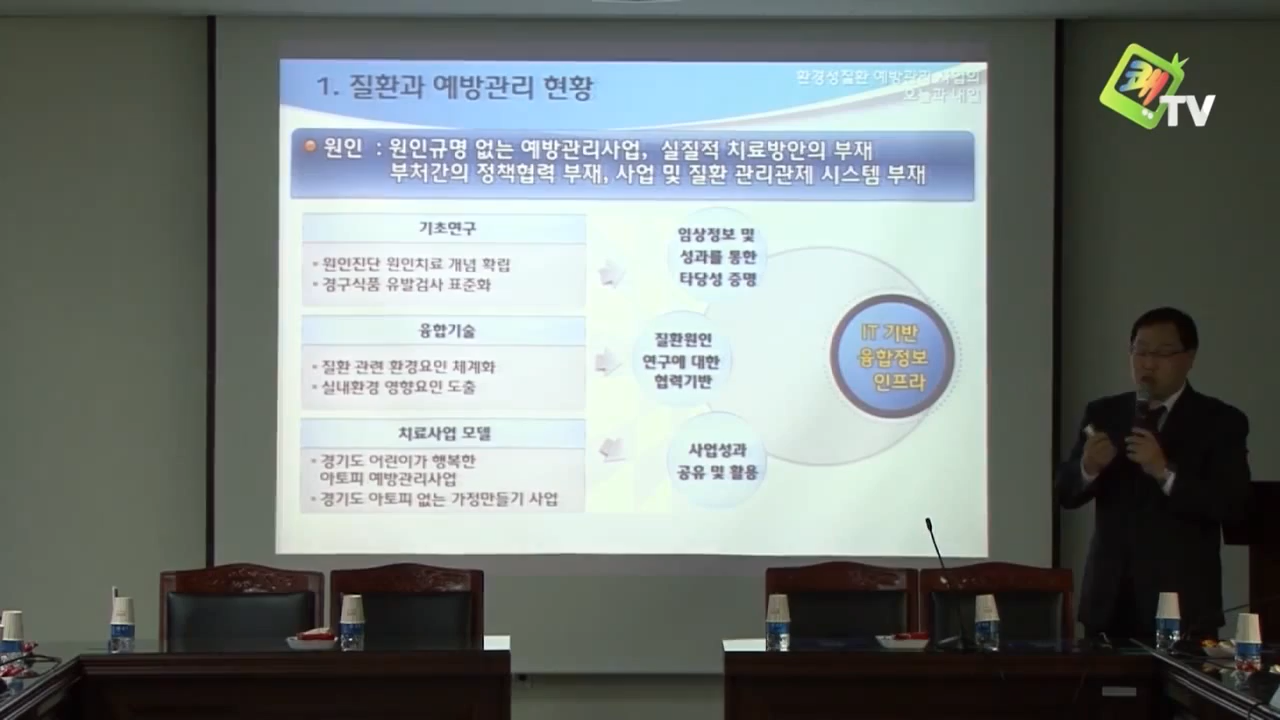 1. 질환과 예방관리 현황
환경성질환 예방관리 사업의
오늘과 내일
쾌TV
원인 : 원인규명 없는 예방관리사업, 실질적 치료방안의 부재
부처간의 정책협력 부재, 사업 및 질환 관리관제 시스템 부재
기초연구
▪ 원인진단 원인치료 개념 확립
▪ 경구식품 유발검사 표준화
융합기술
▪ 질환 관련 환경요인 체계화
▪ 실내환경 영향요인 도출
치료사업 모델
▪ 경기도 어린이가 행복한
아토피 예방관리사업
▪ 경기도 아토피 없는 가정만들기 사업
임상정보 및
성과를 통한
타당성 증명
질환원인
연구에 대한
협력기반
사업성과
공유 및 활용
IT 기반
융합정보
인프라